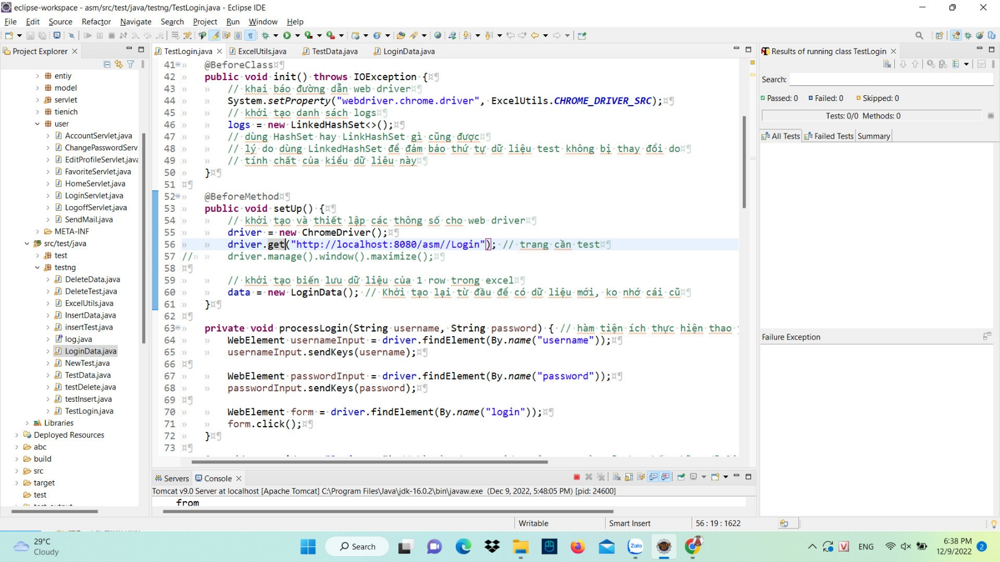 eclipse-workspace - asm/src/test/java/testng/TestLogin.java - Eclipse IDE
File Edit Source Refactor Navigate Search Project Run Window Help
Project Explorer
entiy
model
servlet
tienich
user
AccountServlet.java
ChangePasswordServ
EditProfileServlet.java
FavoriteServlet.java
HomeServlet.java
LoginServlet.java
LogoffServlet.java
SendMail.java
META-INF
src/test/java
test
testng
DeleteData.java
DeleteTest.java
ExcelUtils.java
InsertData.java
insertTest.java
log.java
LoginData.java
NewTest.java
TestData.java
testDelete.java
testInsert.java
TestLogin.java
Libraries
Deployed Resources
abc
build
src
target
test
TestLogin.java ExcelUtils.java TestData.java LoginData.java
41 @BeforeClass
42 public void init() throws IOException {
43 // khai báo đường dẫn web driver
44 System.setProperty("webdriver.chrome.driver", ExcelUtils.CHROME_DRIVER_SRC);
45 // khởi tạo danh sách logs
46 logs = new LinkedHashSet<>();
47 // dùng HashSet hay LinkHashSet gì cũng được
48 // lý do dùng LinkedHashSet để đảm bảo thứ tự dữ liệu test không bị thay đổi do
49 // tính chất của kiểu dữ liêu này
50 }
51
52 @BeforeMethod
53 public void setUp() {
54 // khởi tạo và thiết lập các thông số cho web driver
55 driver = new ChromeDriver();
56 driver.get("http://localhost:8080/asm//Login"); // trang cần test
57 // driver.manage().window().maximize();
58
59 // khởi tạo biến lưu dữ liệu của 1 row trong excel
60 data = new LoginData(); // Khởi tạo lại từ đầu để có dữ liệu mới, ko nhớ cái cũ
61 }
62
63 private void processLogin(String username, String password) { // hàm tiện ích thực hiện thao
64 WebElement usernameInput = driver.findElement(By.name("username"));
65 usernameInput.sendKeys(username);
66
67 WebElement passwordInput = driver.findElement(By.name("password"));
68 passwordInput.sendKeys(password);
69
70 WebElement form = driver.findElement(By.name("login"));
71 form.click();
72 }
73
Servers Console
Tomcat v9.0 Server at localhost [Apache Tomcat] C:\Program Files\Java\jdk-16.0.2\bin\javaw.exe (Dec 9, 2022, 5:48:05 PM) [pid: 24600]
from
Results of running class TestLogin
Search:
Passed: 0 Failed: 0 Skipped: 0
Tests: 0/0 Methods: 0
All Tests Failed Tests Summary
Failure Exception
Writable Smart Insert 56 : 19 : 1622
29°C
Cloudy
Search
Zalo
ENG
6:38 PM
12/9/2022
2